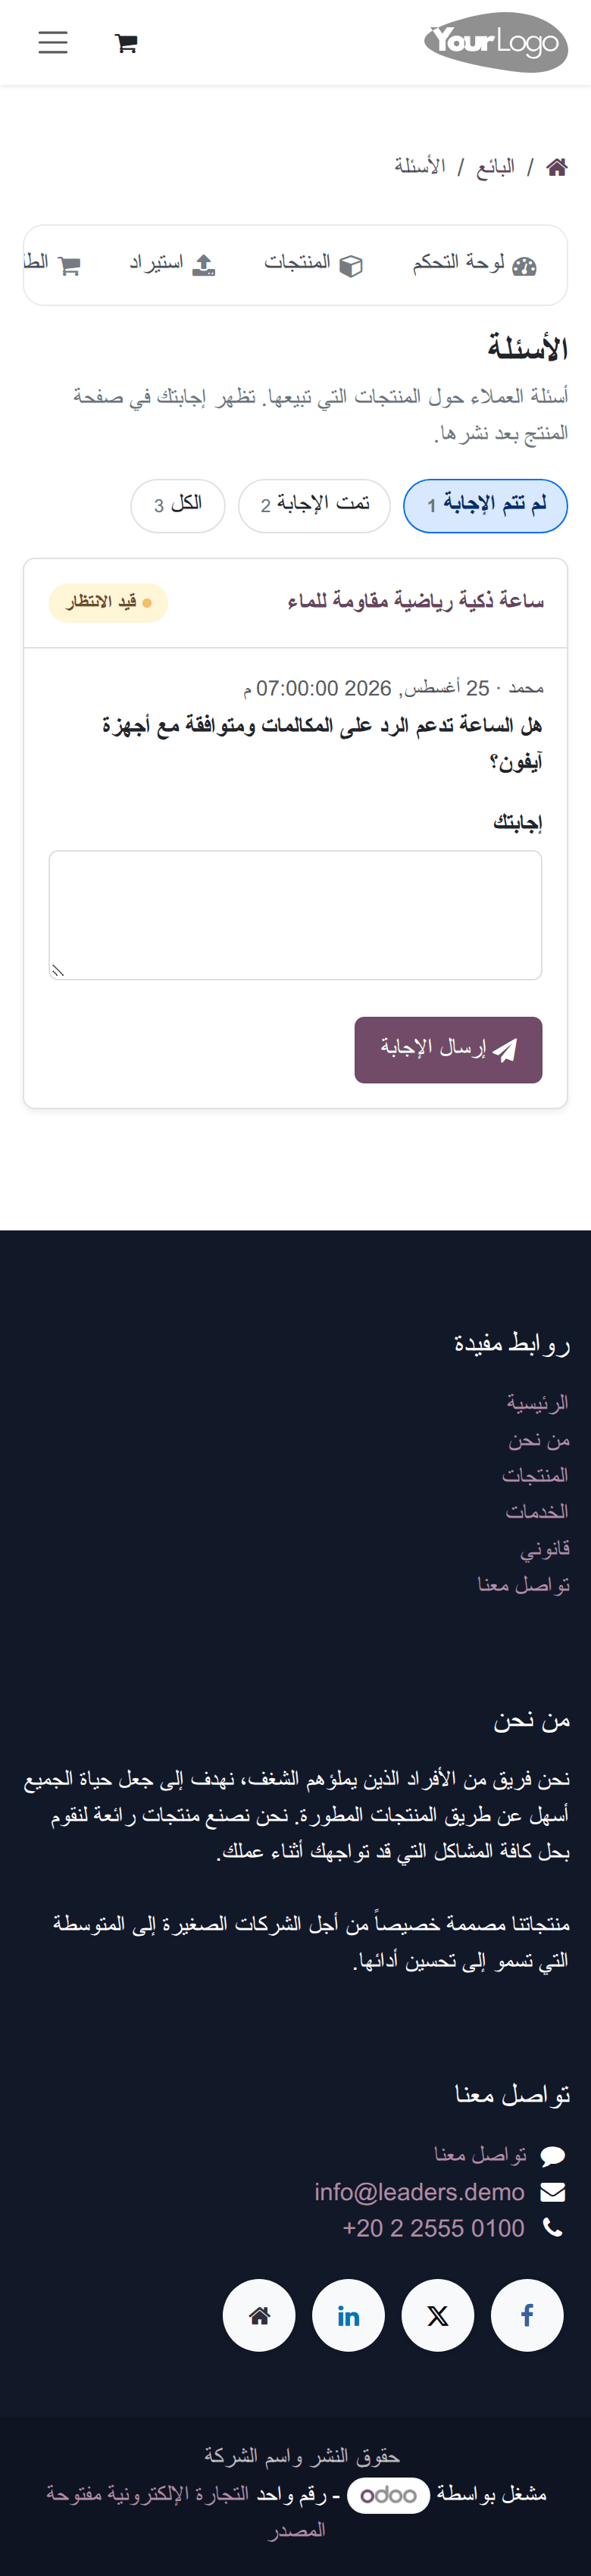 YourLogo
/ البائع / الأسئلة
لوحة التحكم المنتجات استيراد الطا
الأسئلة
أسئلة العملاء حول المنتجات التي تبيعها. تظهر إجابتك في صفحة
المنتج بعد نشرها.
لم تتم الإجابة 1 تمت الإجابة 2 الكل 3
ساعة ذكية رياضية مقاومة للماء قيد الانتظار
محمد · 25 أغسطس, 2026 07:00:00 م
هل الساعة تدعم الرد على المكالمات ومتوافقة مع أجهزة
آيفون؟
إجابتك
إرسال الإجابة
روابط مفيدة
الرئيسية
من نحن
المنتجات
الخدمات
قانوني
تواصل معنا
من نحن
نحن فريق من الأفراد الذين يملؤهم الشغف، نهدف إلى جعل حياة الجميع
أسهل عن طريق المنتجات المطورة. نحن نصنع منتجات رائعة لنقوم
بحل كافة المشاكل التي قد تواجهك أثناء عملك.
منتجاتنا مصممة خصيصاً من أجل الشركات الصغيرة إلى المتوسطة
التي تسمو إلى تحسين أدائها.
تواصل معنا
تواصل معنا
info@leaders.demo
+20 2 2555 0100
حقوق النشر واسم الشركة
مشغل بواسطة odoo - رقم واحد التجارة الإلكترونية مفتوحة
المصدر